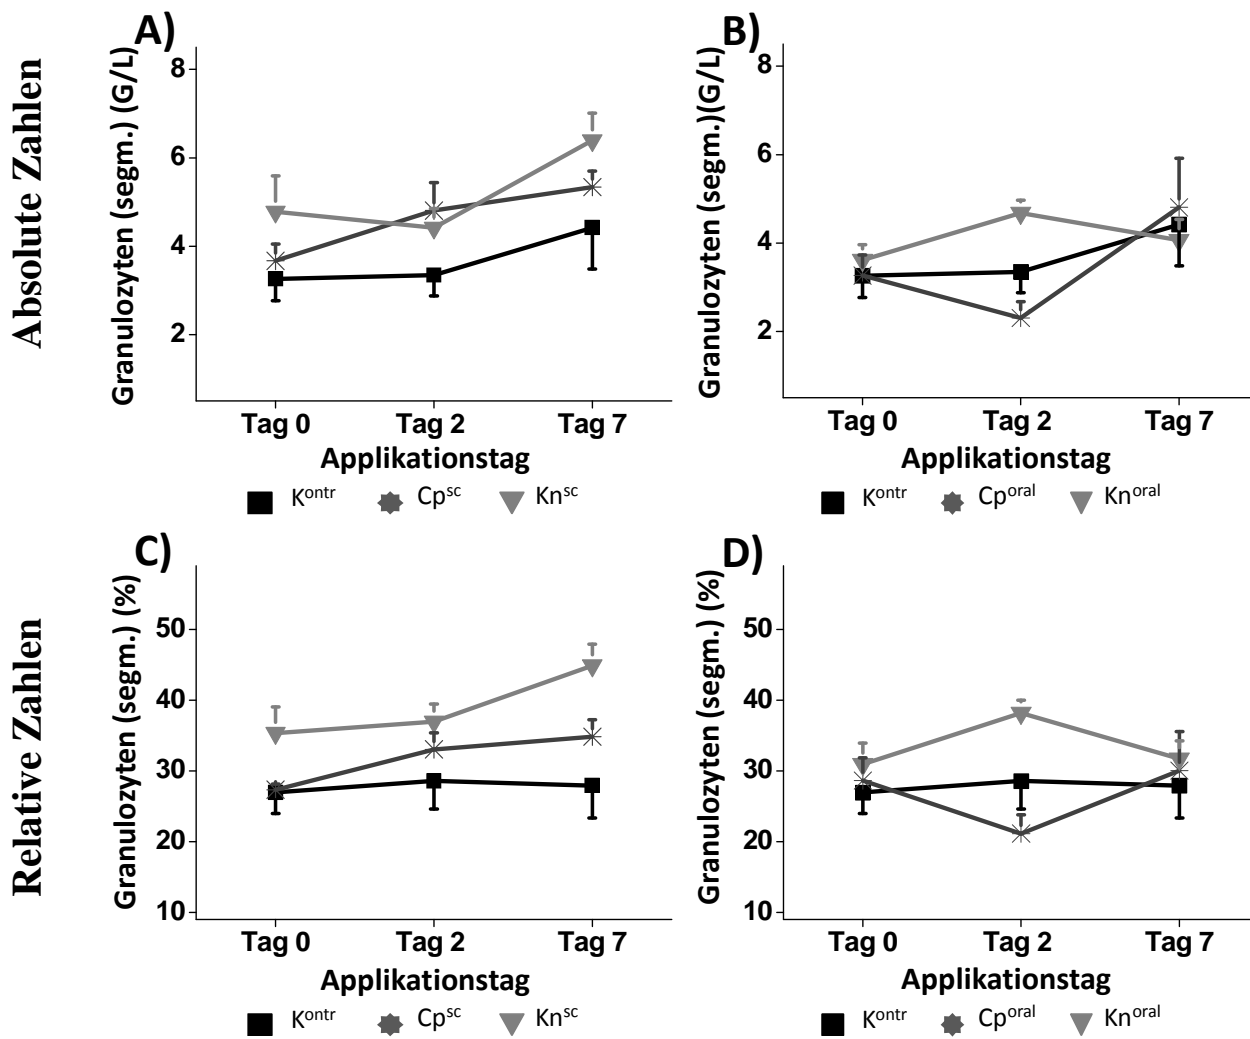 Absolute Zahlen
A)
Granulozyten (segm.) (G/L)
8
6
4
2
Tag 0 Tag 2 Tag 7
Applikationstag
Kontr Cpsc Knsc
B)
Granulozyten (segm.)(G/L)
8
6
4
2
Tag 0 Tag 2 Tag 7
Applikationstag
Kontr Cporal Knoral
Relative Zahlen
C)
Granulozyten (segm.) (%)
50
40
30
20
10
Tag 0 Tag 2 Tag 7
Applikationstag
Kontr Cpsc Knsc
D)
Granulozyten (segm.) (%)
50
40
30
20
10
Tag 0 Tag 2 Tag 7
Applikationstag
Kontr Cporal Knoral